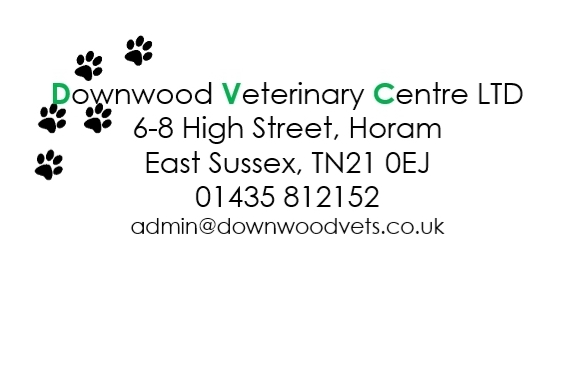 Downwood Veterinary Centre LTD
6-8 High Street, Horam
East Sussex, TN21 0EJ
01435 812152
admin@downwoodvets.co.uk